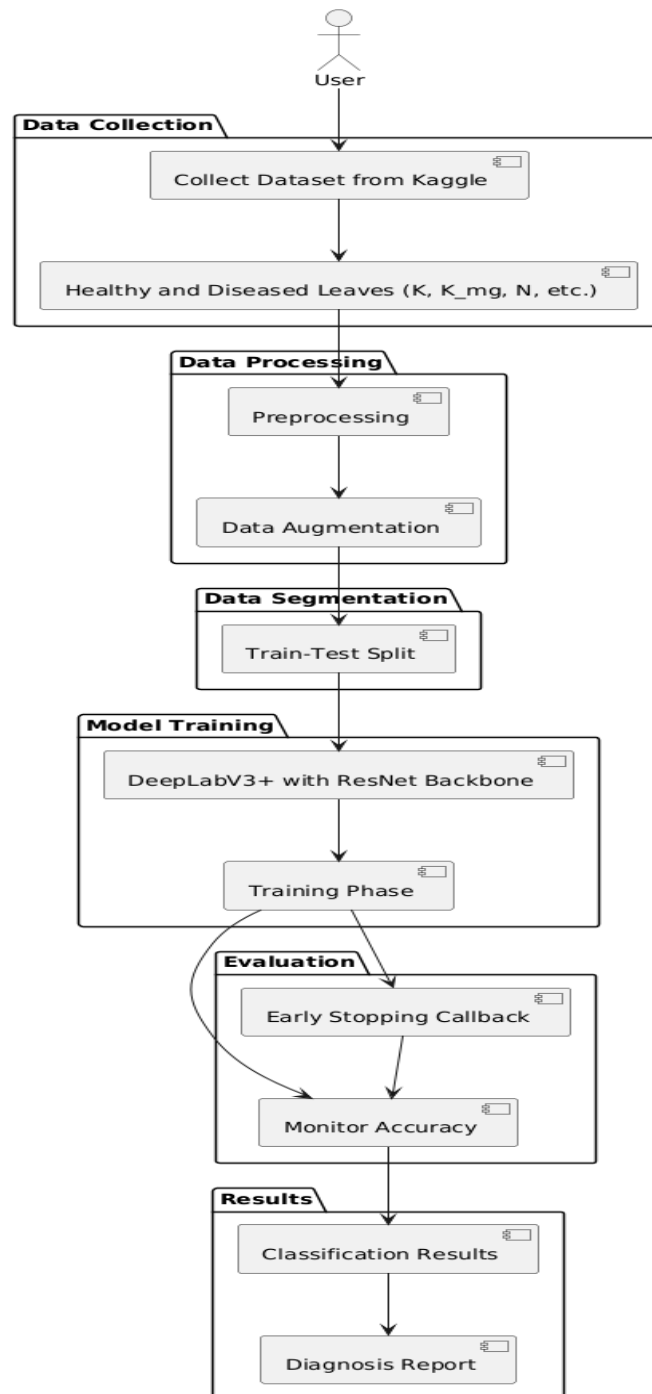 User
Data Collection
Collect Dataset from Kaggle
Healthy and Diseased Leaves (K, K_mg, N, etc.)
Data Processing
Preprocessing
Data Augmentation
Data Segmentation
Train-Test Split
Model Training
DeepLabV3+ with ResNet Backbone
Training Phase
Evaluation
Early Stopping Callback
Monitor Accuracy
Results
Classification Results
Diagnosis Report